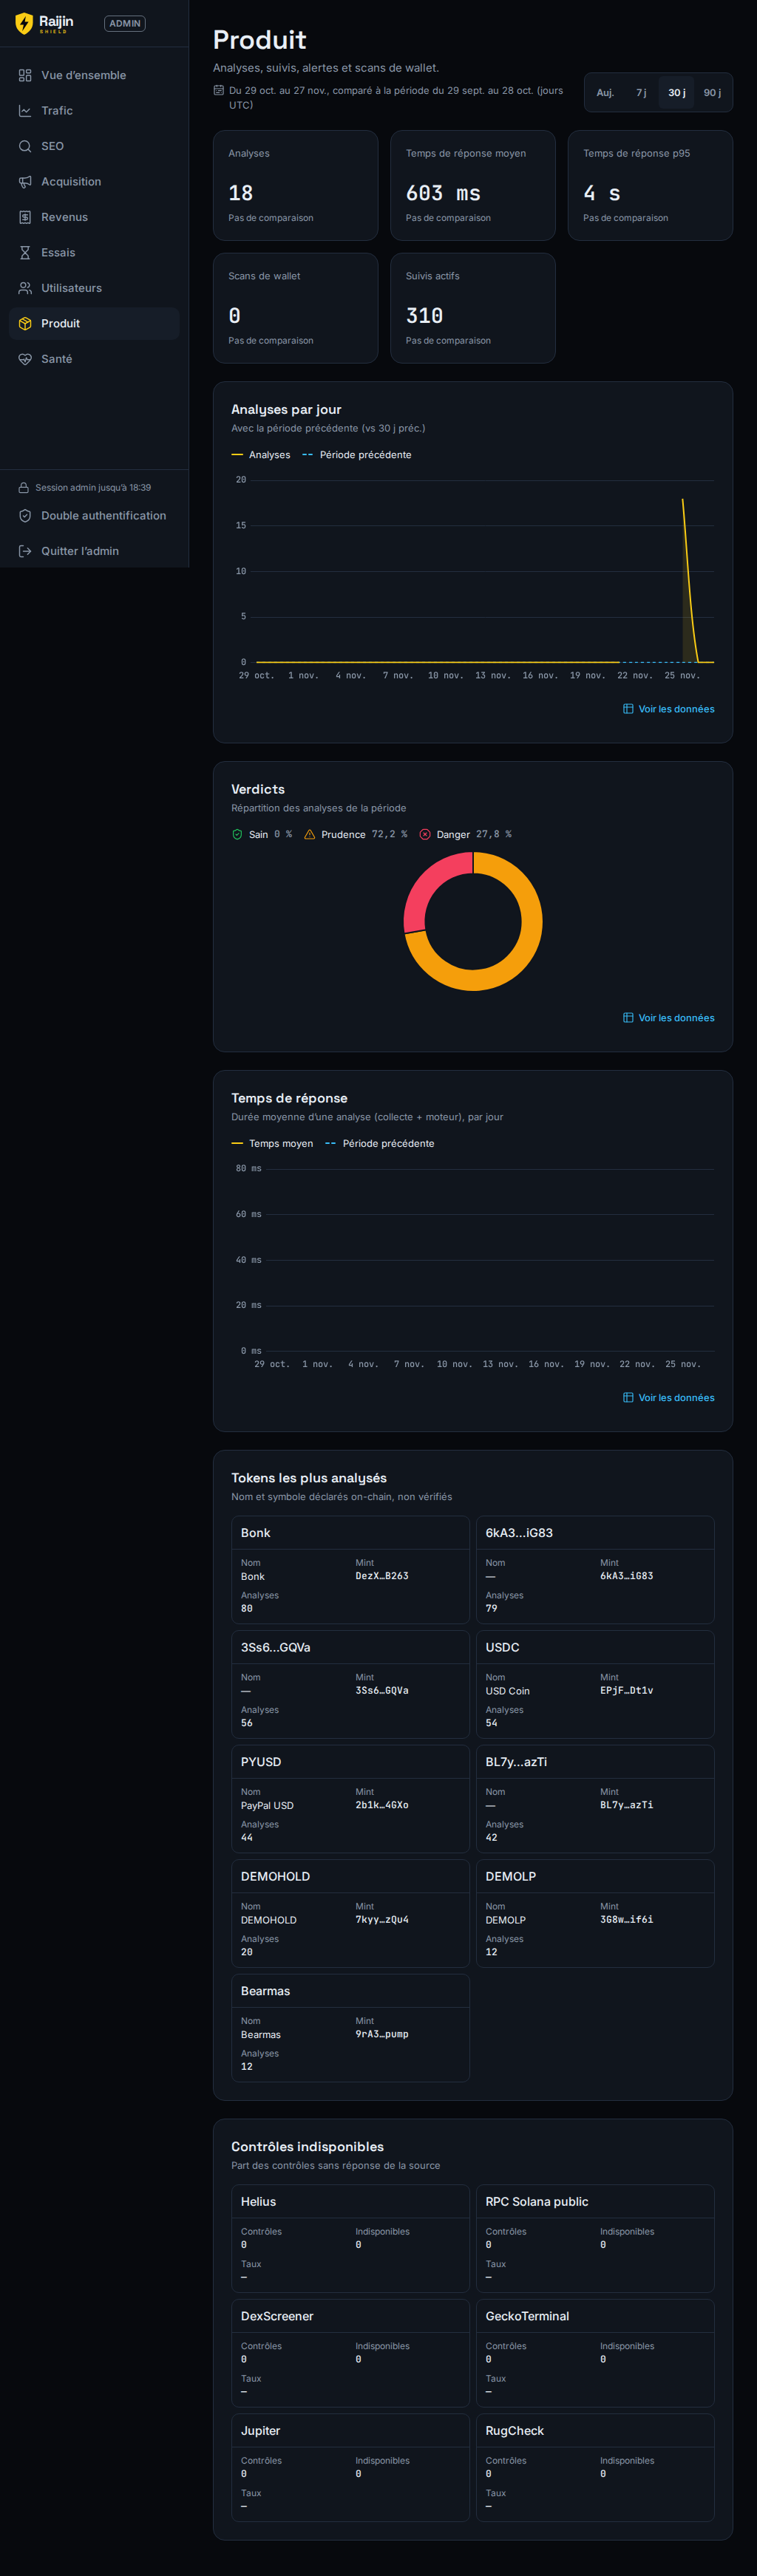 Raijin
SHIELD
ADMIN
Vue d’ensemble
Trafic
SEO
Acquisition
Revenus
Essais
Utilisateurs
Produit
Santé
Session admin jusqu’à 18:39
Double authentification
Quitter l’admin
Produit
Analyses, suivis, alertes et scans de wallet.
Du 29 oct. au 27 nov., comparé à la période du 29 sept. au 28 oct. (jours
UTC)
Auj. 7 j 30 j 90 j
Analyses
18
Pas de comparaison
Temps de réponse moyen
603 ms
Pas de comparaison
Temps de réponse p95
4 s
Pas de comparaison
Scans de wallet
0
Pas de comparaison
Suivis actifs
310
Pas de comparaison
Analyses par jour
Avec la période précédente (vs 30 j préc.)
Analyses Période précédente
20
15
10
5
0
29 oct. 1 nov. 4 nov. 7 nov. 10 nov. 13 nov. 16 nov. 19 nov. 22 nov. 25 nov.
Voir les données
Verdicts
Répartition des analyses de la période
Sain 0 % Prudence 72,2 % Danger 27,8 %
Voir les données
Temps de réponse
Durée moyenne d’une analyse (collecte + moteur), par jour
Temps moyen Période précédente
80 ms
60 ms
40 ms
20 ms
0 ms
29 oct. 1 nov. 4 nov. 7 nov. 10 nov. 13 nov. 16 nov. 19 nov. 22 nov. 25 nov.
Voir les données
Tokens les plus analysés
Nom et symbole déclarés on-chain, non vérifiés
Bonk
Nom Mint
Bonk DezX…B263
Analyses
80
6kA3…iG83
Nom Mint
— 6kA3…iG83
Analyses
79
3Ss6…GQVa
Nom Mint
— 3Ss6…GQVa
Analyses
56
USDC
Nom Mint
USD Coin EPjF…Dt1v
Analyses
54
PYUSD
Nom Mint
PayPal USD 2b1k…4GXo
Analyses
44
BL7y…azTi
Nom Mint
— BL7y…azTi
Analyses
42
DEMOHOLD
Nom Mint
DEMOHOLD 7kyy…zQu4
Analyses
20
DEMOLP
Nom Mint
DEMOLP 3G8w…if6i
Analyses
12
Bearmas
Nom Mint
Bearmas 9rA3…pump
Analyses
12
Contrôles indisponibles
Part des contrôles sans réponse de la source
Helius
Contrôles Indisponibles
0 0
Taux
—
RPC Solana public
Contrôles Indisponibles
0 0
Taux
—
DexScreener
Contrôles Indisponibles
0 0
Taux
—
GeckoTerminal
Contrôles Indisponibles
0 0
Taux
—
Jupiter
Contrôles Indisponibles
0 0
Taux
—
RugCheck
Contrôles Indisponibles
0 0
Taux
—